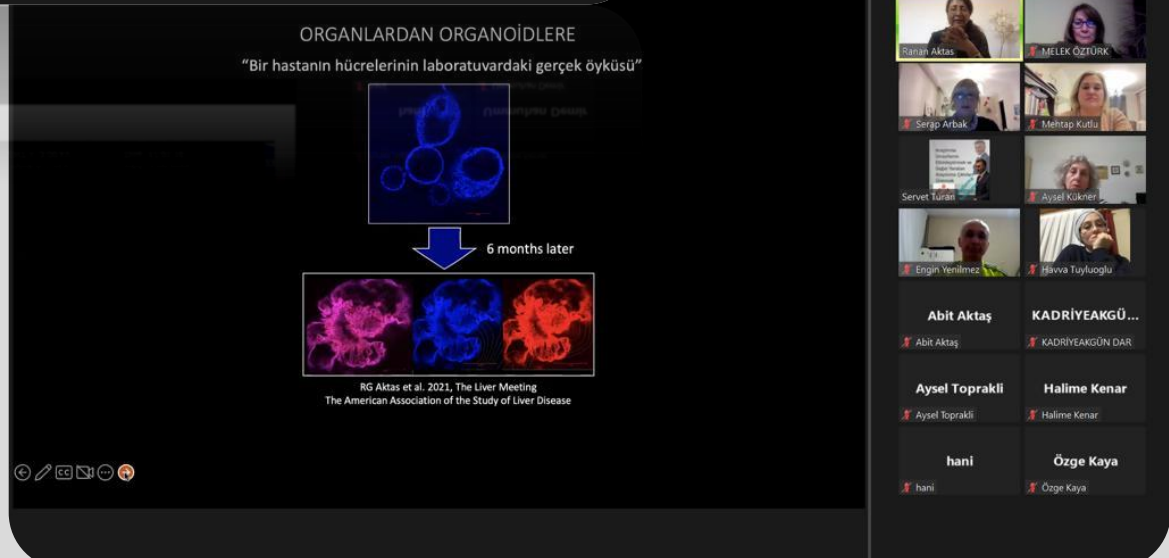 ORGANLARDAN ORGANOİDLERE
“Bir hastanın hücrelerinin laboratuvardaki gerçek öyküsü”
6 months later
RG Aktas et al. 2021, The Liver Meeting
The American Association of the Study of Liver Disease
CC
Ranan Aktas
MELEK ÖZTÜRK
Serap Arbak
Mehtap Kutlu
Servet Turan
Aysel Kükner
Engin Yenilmez
Havva Tuyluoglu
Abit Aktaş
Abit Aktaş
KADRİYEAKGÜ...
KADRİYEAKGÜN DAR
Aysel Toprakli
Aysel Toprakli
Halime Kenar
Halime Kenar
hani
hani
Özge Kaya
Özge Kaya